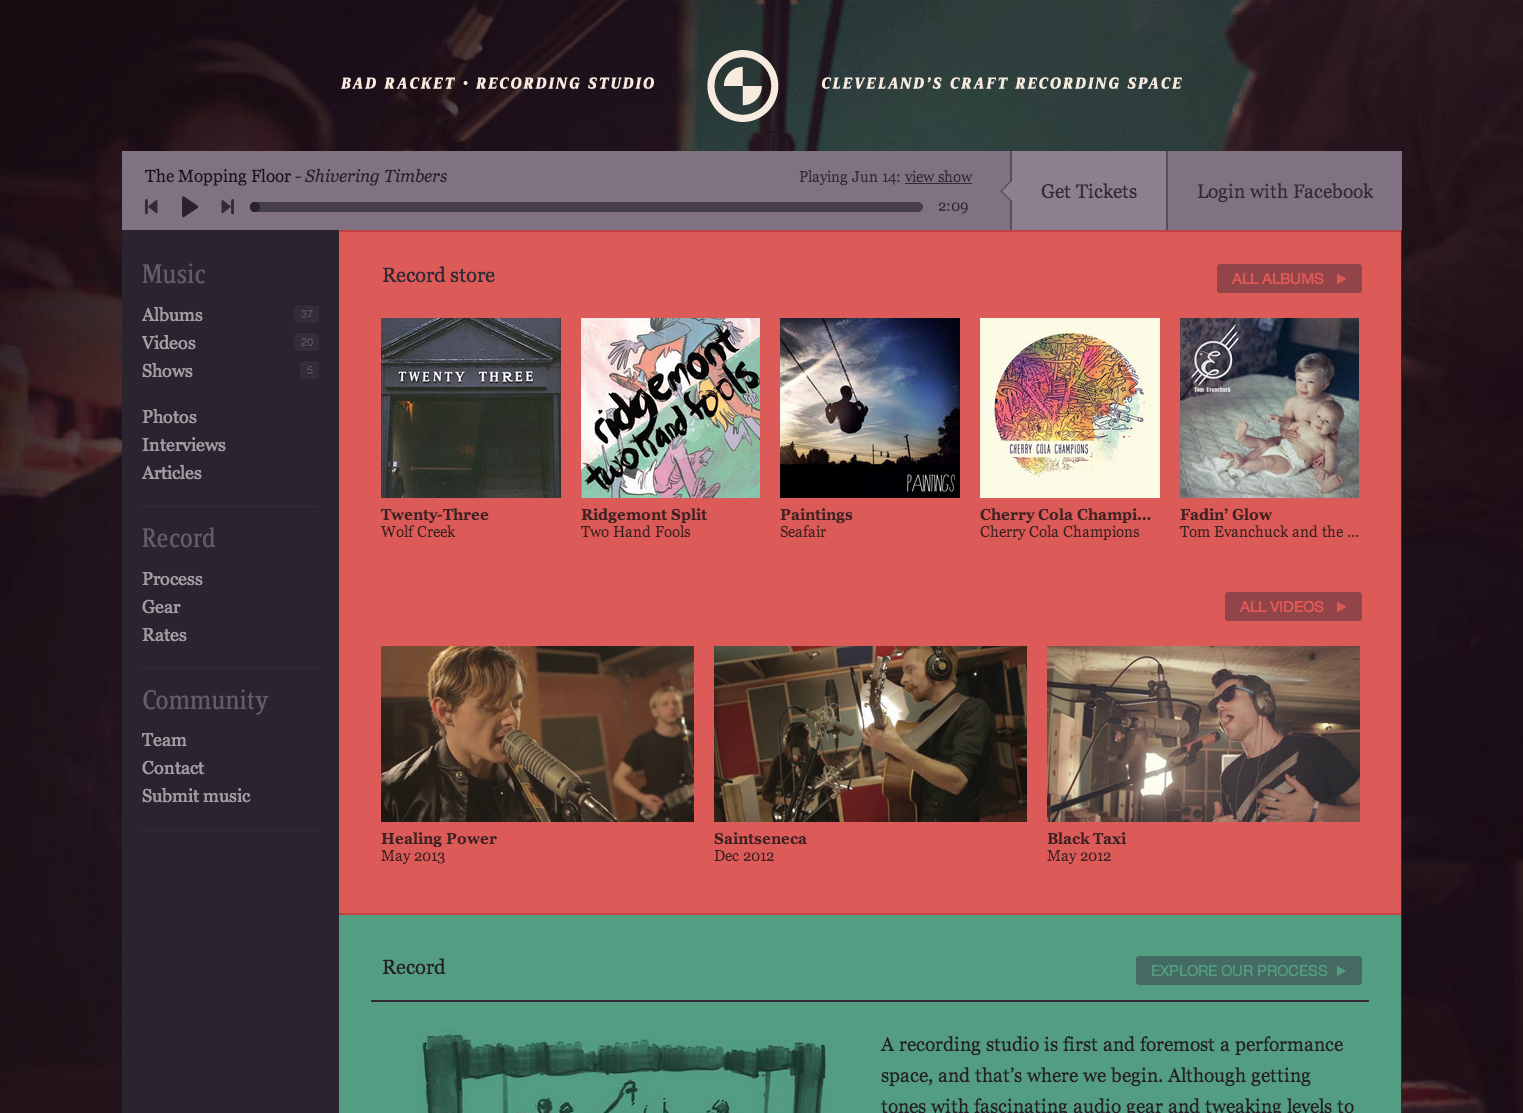 BAD RACKET • RECORDING STUDIO
CLEVELAND'S CRAFT RECORDING SPACE
The Mopping Floor - Shivering Timbers
Playing Jun 14: view show
2:09
Get Tickets
Login with Facebook
Music
Albums 37
Videos 20
Shows 5
Photos
Interviews
Articles
Record
Process
Gear
Rates
Community
Team
Contact
Submit music
Record store
ALL ALBUMS
TWENTY THREE
ridgemont
two hand fools
PAINTINGS
CHERRY COLA CHAMPIONS
E
Tom Evanchuck
Twenty-Three
Wolf Creek
Ridgemont Split
Two Hand Fools
Paintings
Seafair
Cherry Cola Champi...
Cherry Cola Champions
Fadin' Glow
Tom Evanchuck and the ...
ALL VIDEOS
Healing Power
May 2013
Saintseneca
Dec 2012
Black Taxi
May 2012
Record
EXPLORE OUR PROCESS
A recording studio is first and foremost a performance
space, and that's where we begin. Although getting
tones with fascinating audio gear and tweaking levels to